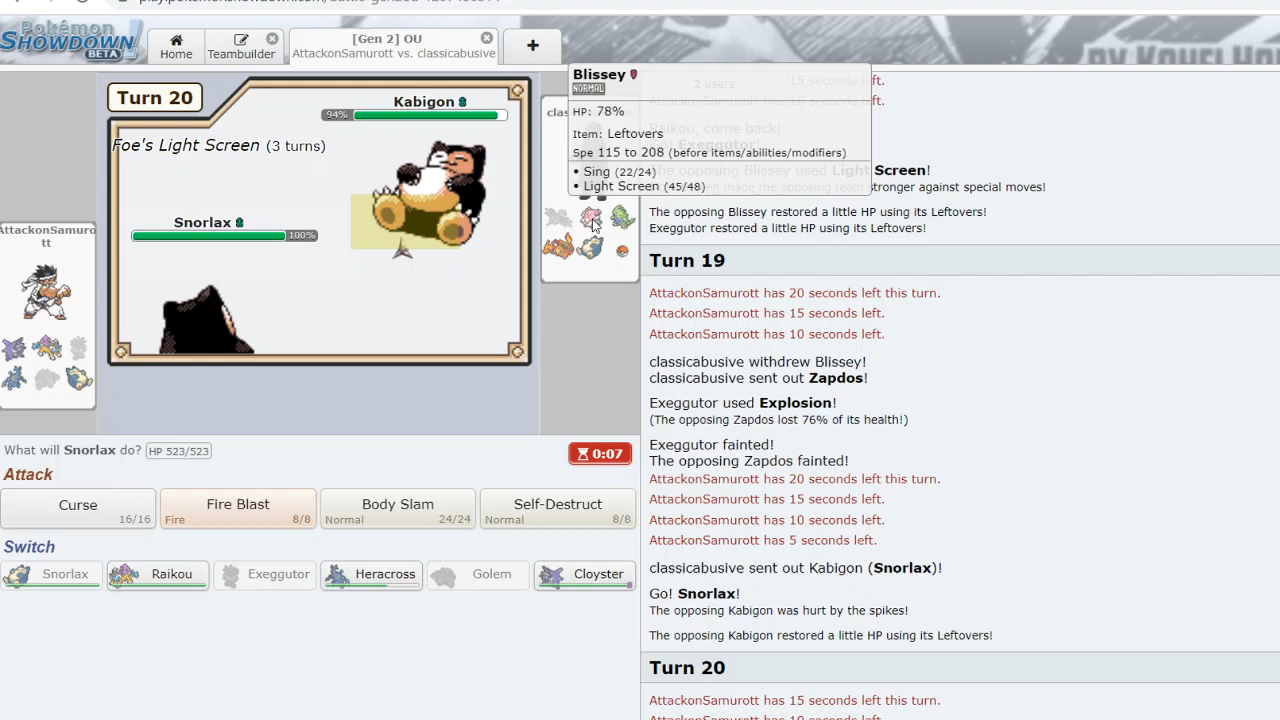 Pokémon
SHOWDOWN
BETA
Home
Teambuilder
[Gen 2] OU
AttackonSamurott vs. classicabusive
+
Turn 20
Kabigon
94%
Foe's Light Screen (3 turns)
Snorlax
100%
AttackonSamuro
tt
Blissey
NORMAL
HP: 78%
Item: Leftovers
Spe 115 to 208 (before items/abilities/modifiers)
• Sing (22/24)
• Light Screen (45/48)
2 users
15 seconds left.
Raikou, come back!
The opposing Blissey used Light Screen!
stronger against special moves!
The opposing Blissey restored a little HP using its Leftovers!
Exeggutor restored a little HP using its Leftovers!
Turn 19
AttackonSamurott has 20 seconds left this turn.
AttackonSamurott has 15 seconds left.
AttackonSamurott has 10 seconds left.
classicabusive withdrew Blissey!
classicabusive sent out Zapdos!
Exeggutor used Explosion!
(The opposing Zapdos lost 76% of its health!)
Exeggutor fainted!
The opposing Zapdos fainted!
AttackonSamurott has 20 seconds left this turn.
AttackonSamurott has 15 seconds left.
AttackonSamurott has 10 seconds left.
AttackonSamurott has 5 seconds left.
classicabusive sent out Kabigon (Snorlax)!
Go! Snorlax!
The opposing Kabigon was hurt by the spikes!
The opposing Kabigon restored a little HP using its Leftovers!
Turn 20
AttackonSamurott has 15 seconds left this turn.
What will Snorlax do? HP 523/523
0:07
Attack
Curse
16/16
Fire Blast
Fire 8/8
Body Slam
Normal 24/24
Self-Destruct
Normal 8/8
Switch
Snorlax
Raikou
Exeggutor
Heracross
Golem
Cloyster